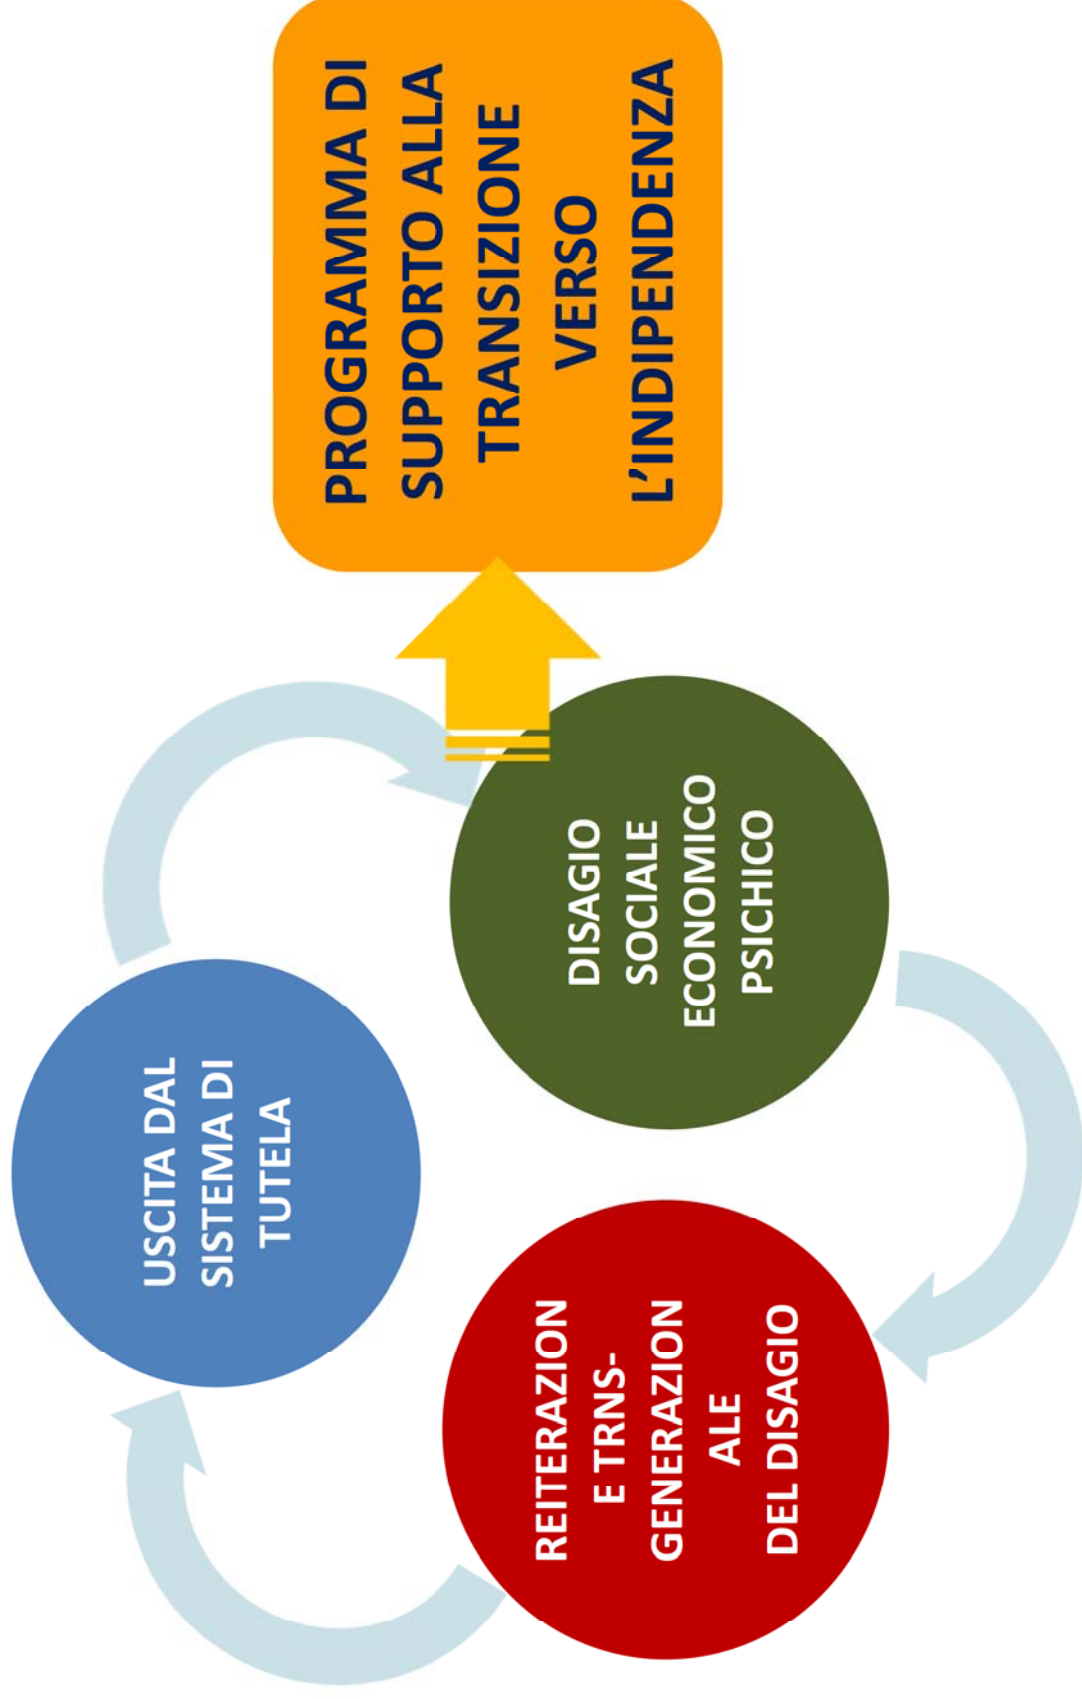 USCITA DAL
SISTEMA DI
TUTELA
DISAGIO
SOCIALE
ECONOMICO
PSICHICO
REITERAZION
E TRNS-
GENERAZION
ALE
DEL DISAGIO
PROGRAMMA DI
SUPPORTO ALLA
TRANSIZIONE
VERSO
L’INDIPENDENZA